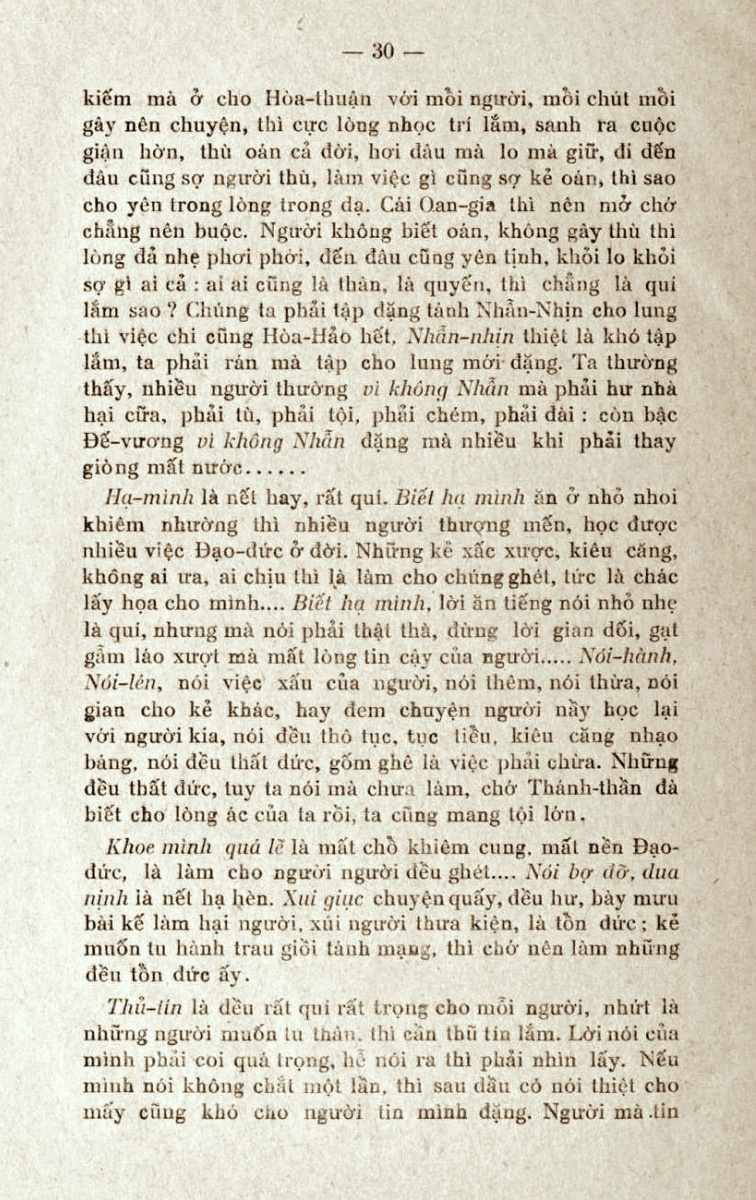 — 30 —
kiếm mà ở cho Hòa-thuận với mỗi người, mỗi chút mỗi
gây nên chuyện, thì cực lòng nhọc trí lắm, sanh ra cuộc
giận hờn, thù oán cả đời, hơi đâu mà lo mà giữ, đi đến
đâu cũng sợ người thù, làm việc gì cũng sợ kẻ oán, thì sao
cho yên trong lòng trong dạ. Cái Oan-gia thì nên mở chớ
chẳng nên buộc. Người không biết oán, không gây thù thì
lòng đả nhẹ phơi phới, đến đâu cũng yên tịnh, khỏi lo khỏi
sợ gì ai cả : ai ai cũng là thân, là quyến, thì chẳng là quí
lắm sao ? Chúng ta phải tập đặng tánh Nhẫn-Nhịn cho lung
thì việc chi cũng Hòa-Hảo hết, Nhẫn-nhịn thiệt là khó tập
lắm, ta phải rán mà tập cho lung mới đặng. Ta thường
thấy, nhiều người thường vì không Nhẫn mà phải hư nhà
hại cữa, phải tù, phải tội, phải chém, phải đài : còn bậc
Đế-vương vì không Nhẫn đặng mà nhiều khi phải thay
giòng mất nước......
Hạ-mình là nết hay, rất quí. Biết hạ mình ăn ở nhỏ nhoi
khiêm nhường thì nhiều người thượng mến, học được
nhiều việc Đạo-đức ở đời. Những kẻ xấc xược, kiêu căng,
không ai ưa, ai chịu thì là làm cho chúng ghét, tức là chác
lấy họa cho mình.... Biết hạ mình, lời ăn tiếng nói nhỏ nhẹ
là quí, nhưng mà nói phải thật thà, đừng lời gian dối, gạt
gẫm láo xượt mà mất lòng tin cậy của người..... Nói-hành,
Nói-lén, nói việc xấu của người, nói thêm, nói thừa, nói
gian cho kẻ khác, hay đem chuyện người nầy học lại
với người kia, nói đều thô tục, tục tiểu, kiêu căng nhạo
báng, nói đều thất đức, gốm ghê là việc phải chừa. Những
đều thất đức, tuy ta nói mà chưa làm, chớ Thánh-thần đả
biết cho lòng ác của ta rồi, ta cũng mang tội lớn.
Khoe mình quá lẽ là mất chỗ khiêm cung. mất nền Đạo-
đức, là làm cho người người đều ghét.... Nói bợ đỡ, dua
nịnh là nết hạ hèn. Xui giục chuyện quấy, đều hư, bày mưu
bài kế làm hại người, xúi người thưa kiện, là tồn đức ; kẻ
muốn tu hành trau giồi tánh mạng, thì chớ nên làm những
đều tồn đức ấy.
Thủ-tín là đều rất quí rất trọng cho mỗi người, nhứt là
những người muốn tu thân. thì cần thũ tín lắm. Lời nói của
mình phải coi quá trọng, hễ nói ra thì phải nhìn lấy. Nếu
mình nói không chắt một lần, thì sau dầu có nói thiệt cho
mấy cũng khó cho người tin mình đặng. Người mà tin